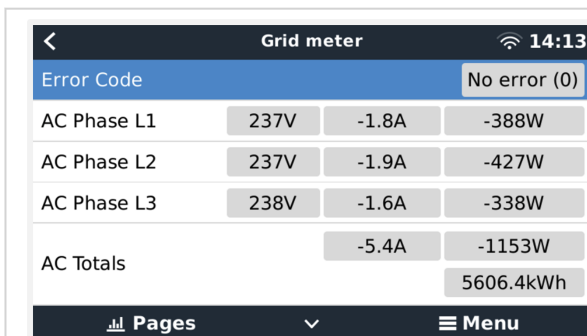 Grid meter 14:13
Error Code No error (0)
AC Phase L1 237V -1.8A -388W
AC Phase L2 237V -1.9A -427W
AC Phase L3 238V -1.6A -338W
AC Totals -5.4A -1153W
5606.4kWh
Pages Menu